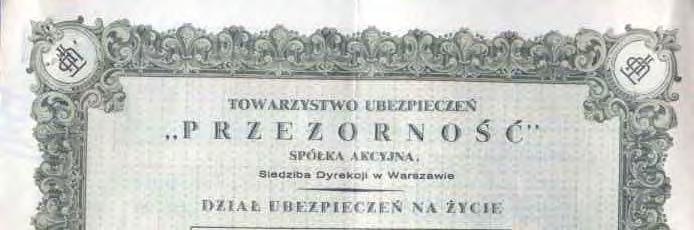 TOWARZYSTWO UBEZPIECZEŃ
„PRZEZORNOŚĆ"
SPÓŁKA AKCYJNA.
Siedziba Dyrekcji w Warszawie
DZIAŁ UBEZPIECZEŃ NA ŻYCIE